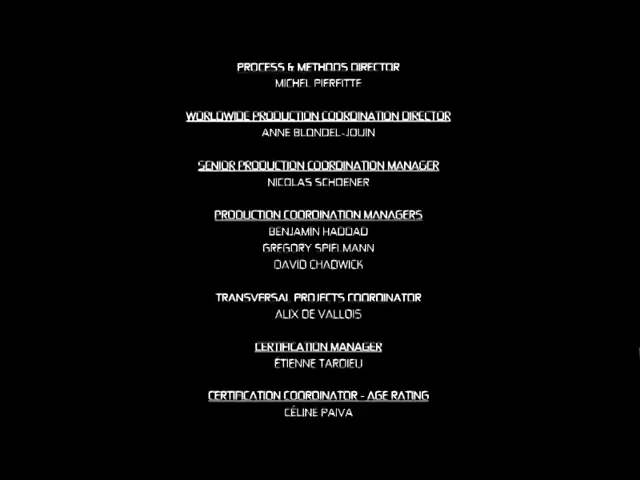 PROCESS & METHODS DIRECTOR
MICHEL PIERFITTE
WORLDWIDE PRODUCTION COORDINATION DIRECTOR
ANNE BLONDEL-JOUIN
SENIOR PRODUCTION COORDINATION MANAGER
NICOLAS SCHOENER
PRODUCTION COORDINATION MANAGERS
BENJAMIN HADDAD
GREGORY SPIELMANN
DAVID CHADWICK
TRANSVERSAL PROJECTS COORDINATOR
ALIX DE VALLOIS
CERTIFICATION MANAGER
ÉTIENNE TARDIEU
CERTIFICATION COORDINATOR - AGE RATING
CÉLINE PAIVA